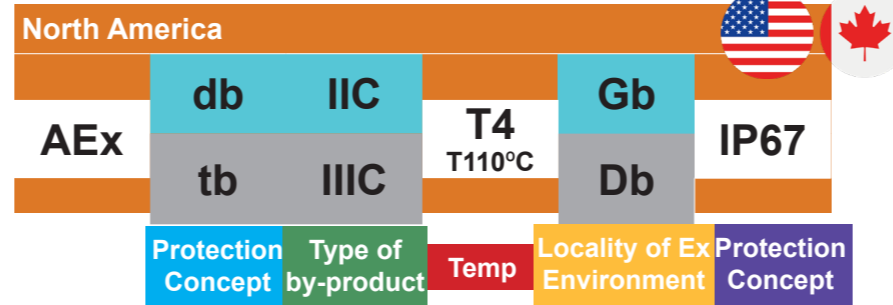 North America
db IIC Gb
AEx T4 IP67
T110°C
tb IIIC Db
Protection Concept
Type of by-product
Temp
Locality of Ex Environment
Protection Concept